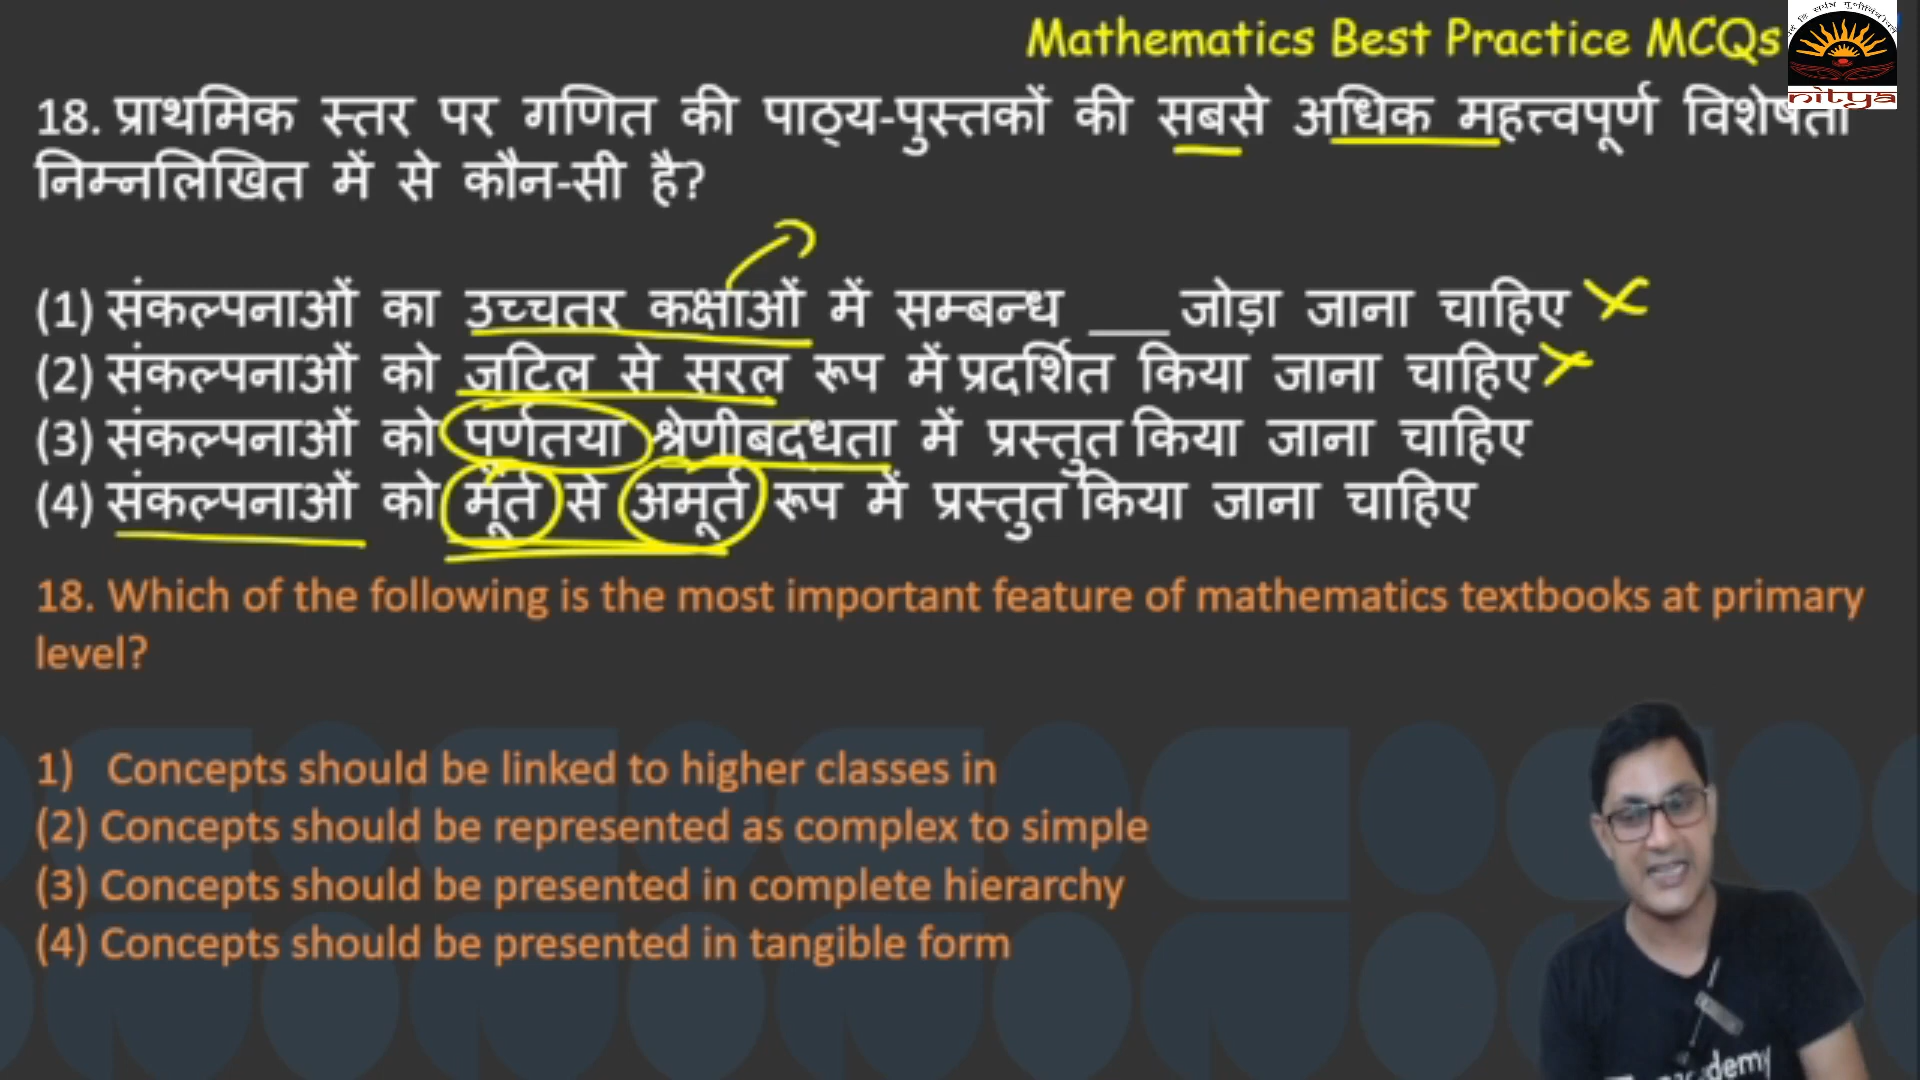 Mathematics Best Practice MCQs
nitya
18. प्राथमिक स्तर पर गणित की पाठ्य-पुस्तकों की सबसे अधिक महत्त्वपूर्ण विशेषता
निम्नलिखित में से कौन-सी है?
(1) संकल्पनाओं का उच्चतर कक्षाओं में सम्बन्ध ___ जोड़ा जाना चाहिए
(2) संकल्पनाओं को जटिल से सरल रूप में प्रदर्शित किया जाना चाहिए
(3) संकल्पनाओं को पूर्णतया श्रेणीबद्धता में प्रस्तुत किया जाना चाहिए
(4) संकल्पनाओं को मूर्त से अमूर्त रूप में प्रस्तुत किया जाना चाहिए
18. Which of the following is the most important feature of mathematics textbooks at primary
level?
1) Concepts should be linked to higher classes in
(2) Concepts should be represented as complex to simple
(3) Concepts should be presented in complete hierarchy
(4) Concepts should be presented in tangible form